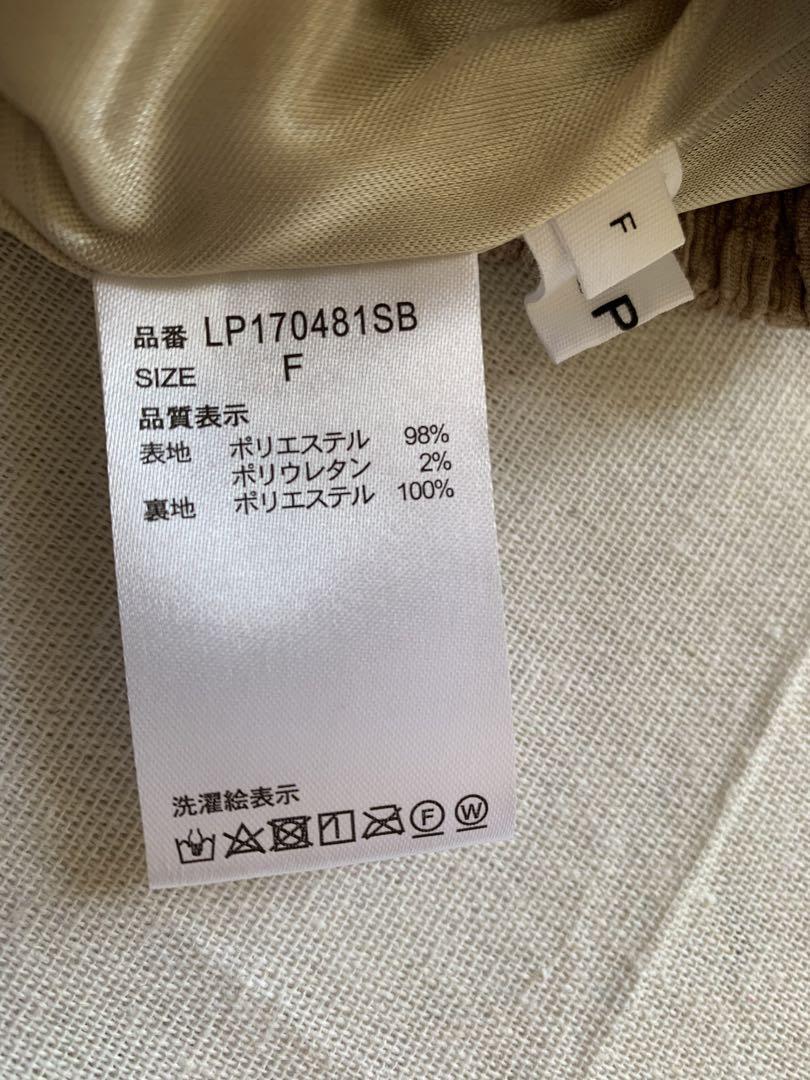 品番 LP170481SB
SIZE F
品質表示
表地 ポリエステル 98%
ポリウレタン 2%
裏地 ポリエステル 100%
洗濯絵表示
F W
F
P